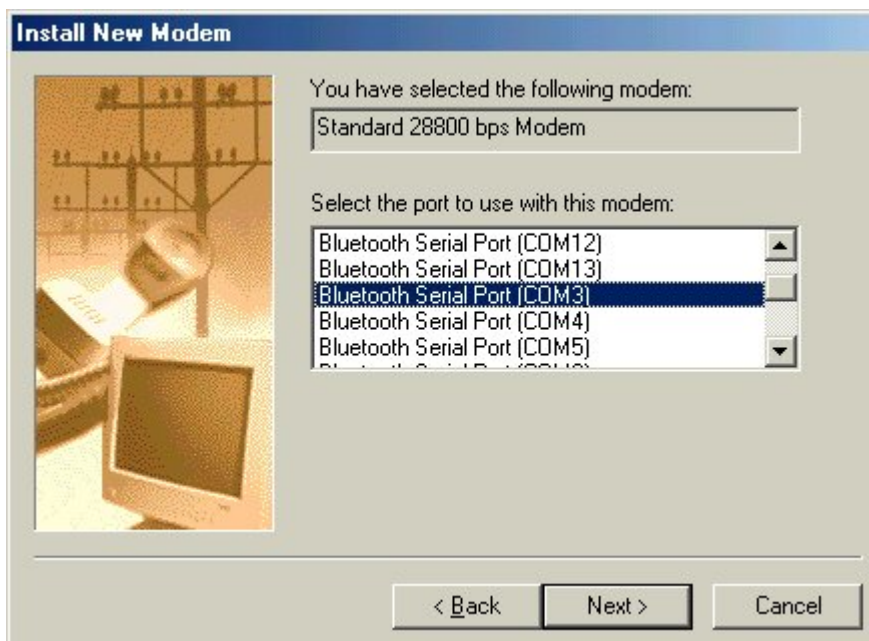 Install New Modem
You have selected the following modem:
Standard 28800 bps Modem
Select the port to use with this modem:
Bluetooth Serial Port (COM12)
Bluetooth Serial Port (COM13)
Bluetooth Serial Port (COM3)
Bluetooth Serial Port (COM4)
Bluetooth Serial Port (COM5)
< Back
Next >
Cancel